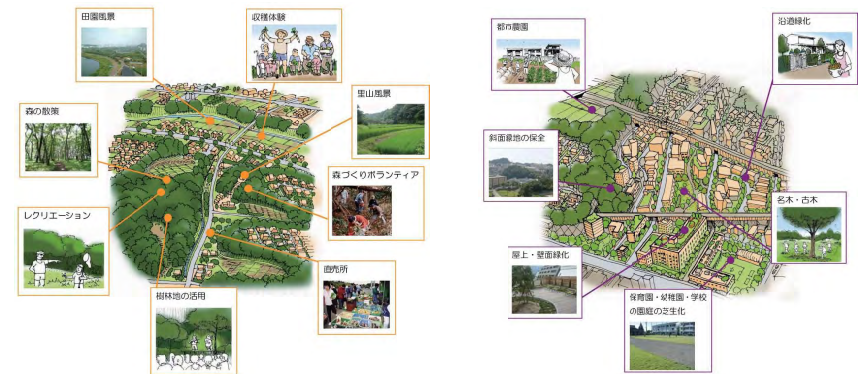 田園風景
収穫体験
里山風景
森の散策
森づくりボランティア
レクリエーション
直売所
樹林地の活用
都市農園
沿道緑化
斜面緑地の保全
名木・古木
屋上・壁面緑化
保育園・幼稚園・学校
の園庭の芝生化